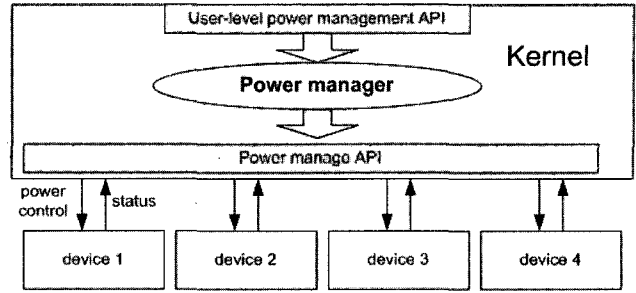 User-level power management API
Kernel
Power manager
Power manage API
power
control
status
device 1
device 2
device 3
device 4